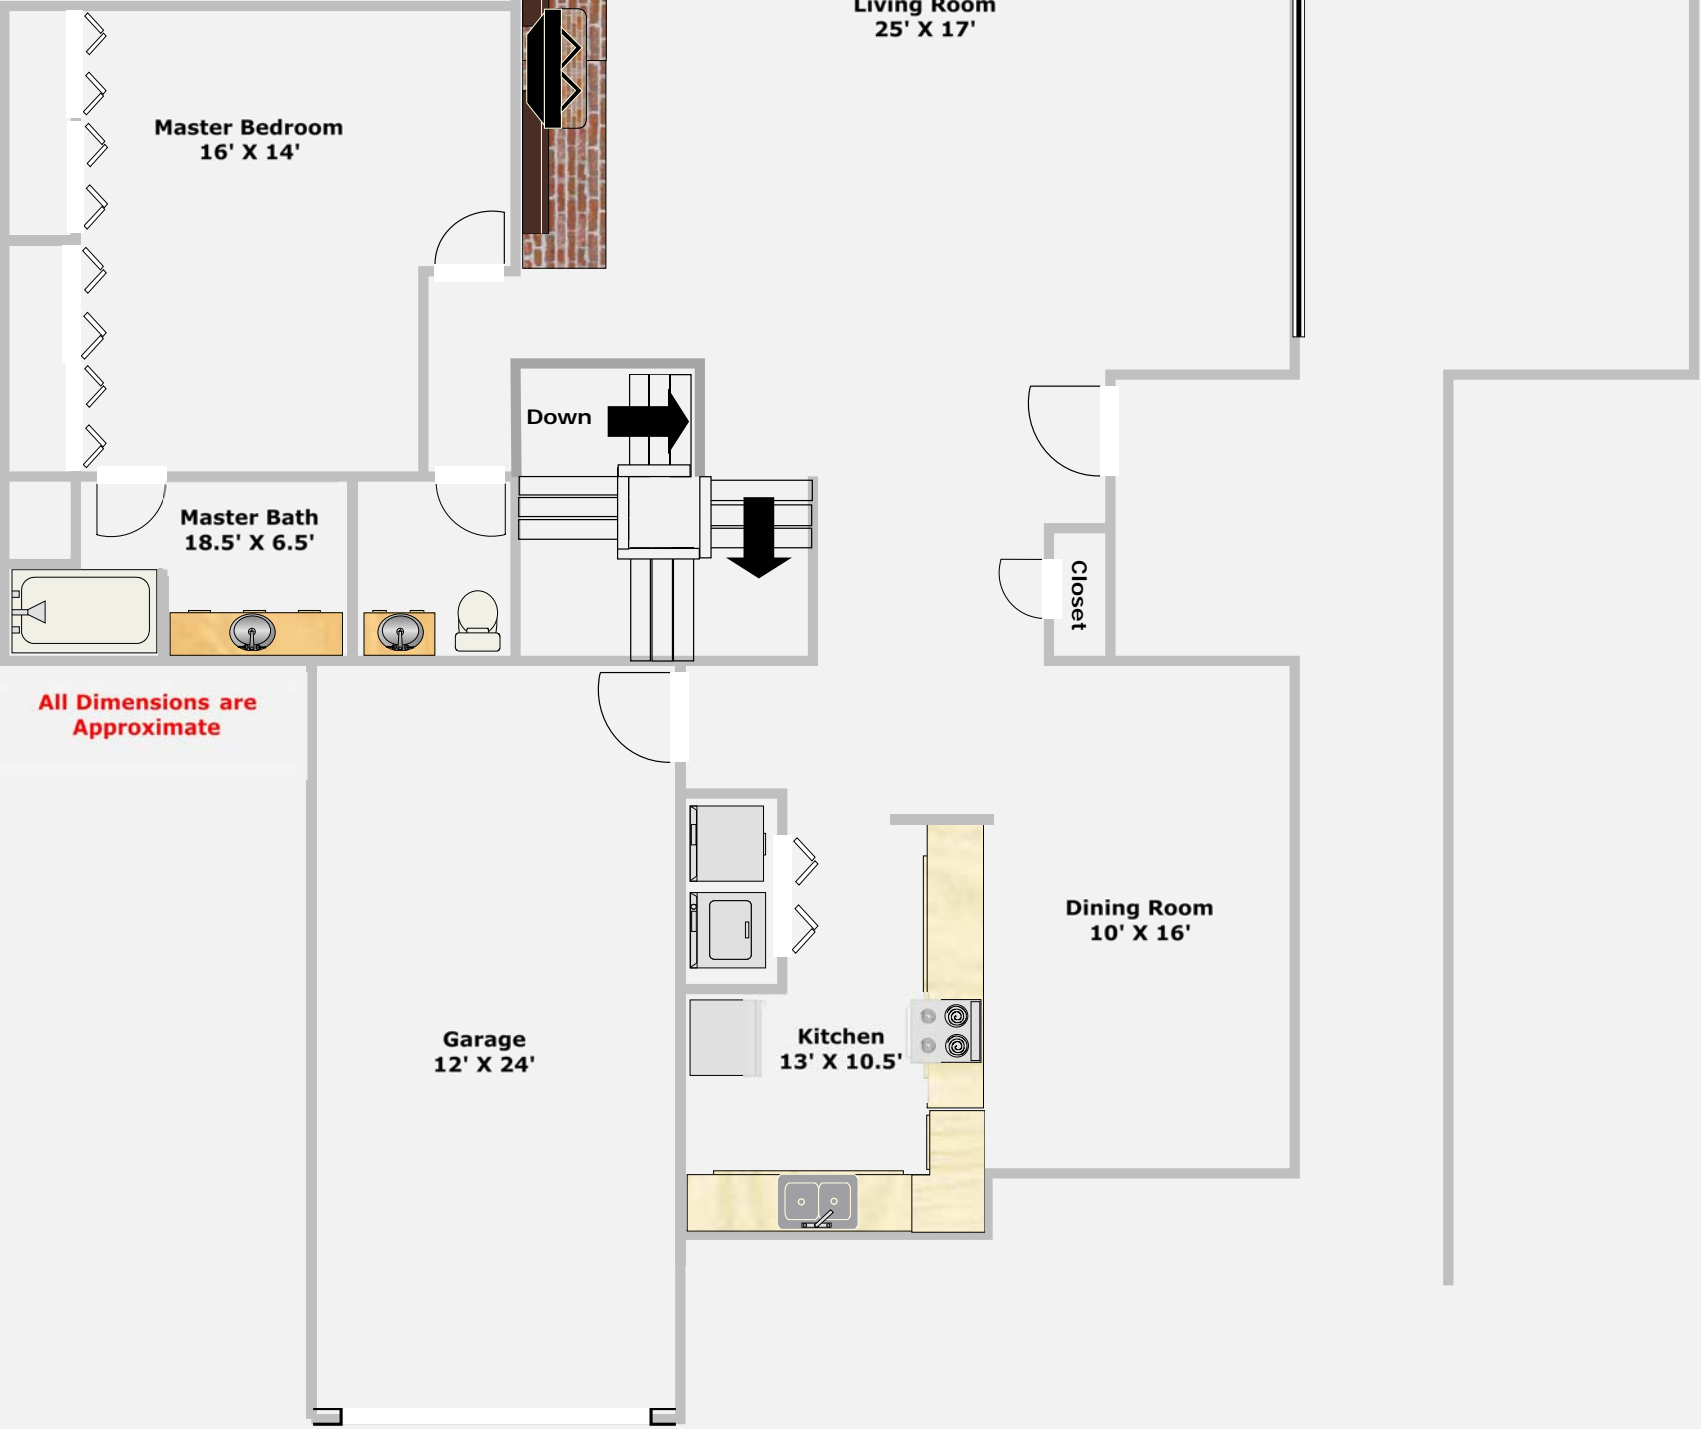 Living Room
25' X 17'
Master Bedroom
16' X 14'
Down
Master Bath
18.5' X 6.5'
Closet
All Dimensions are
Approximate
Dining Room
10' X 16'
Garage
12' X 24'
Kitchen
13' X 10.5'